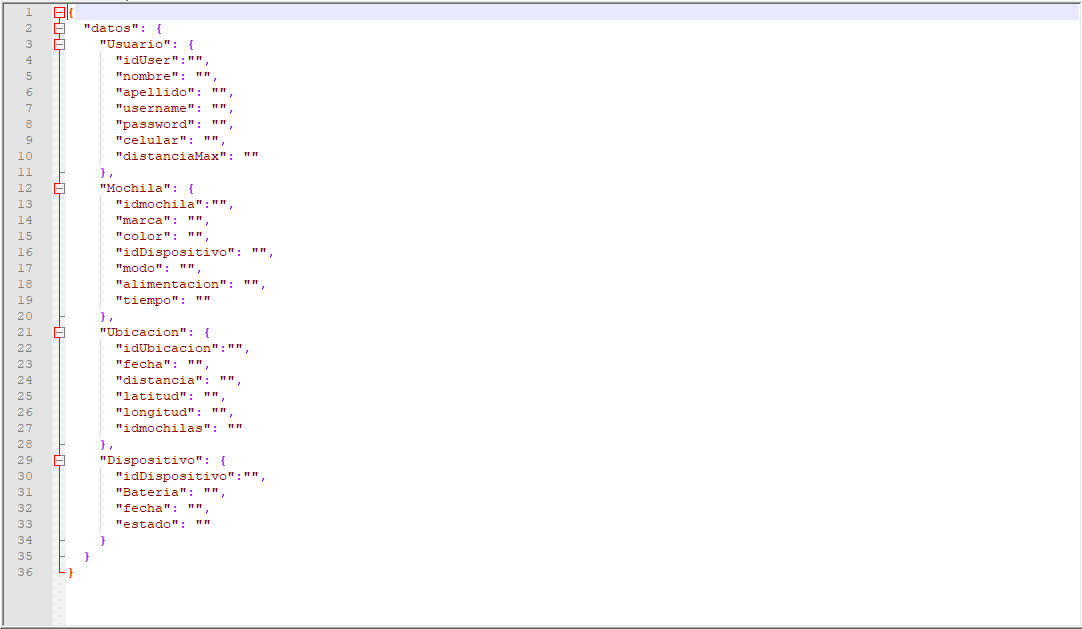 1 {
2 "datos": {
3 "Usuario": {
4 "idUser":"",
5 "nombre": "",
6 "apellido": "",
7 "username": "",
8 "password": "",
9 "celular": "",
10 "distanciaMax": ""
11 },
12 "Mochila": {
13 "idmochila":"",
14 "marca": "",
15 "color": "",
16 "idDispositivo": "",
17 "modo": "",
18 "alimentacion": "",
19 "tiempo": ""
20 },
21 "Ubicacion": {
22 "idUbicacion":"",
23 "fecha": "",
24 "distancia": "",
25 "latitud": "",
26 "longitud": "",
27 "idmochilas": ""
28 },
29 "Dispositivo": {
30 "idDispositivo":"",
31 "Bateria": "",
32 "fecha": "",
33 "estado": ""
34 }
35 }
36 }